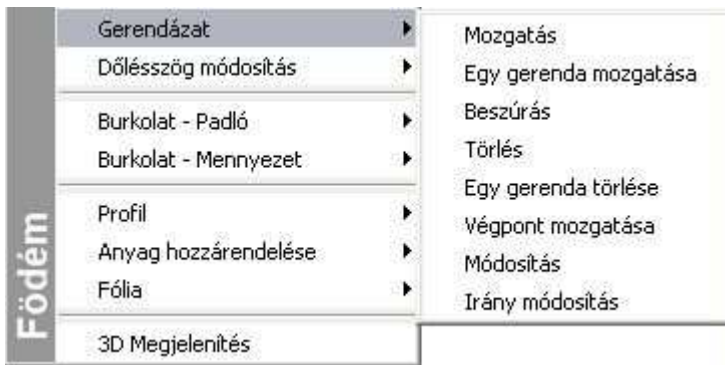 Födém
Gerendázat
Dőlésszög módosítás
Burkolat - Padló
Burkolat - Mennyezet
Profil
Anyag hozzárendelése
Fólia
3D Megjelenítés
Mozgatás
Egy gerenda mozgatása
Beszúrás
Törlés
Egy gerenda törlése
Végpont mozgatása
Módosítás
Irány módosítás